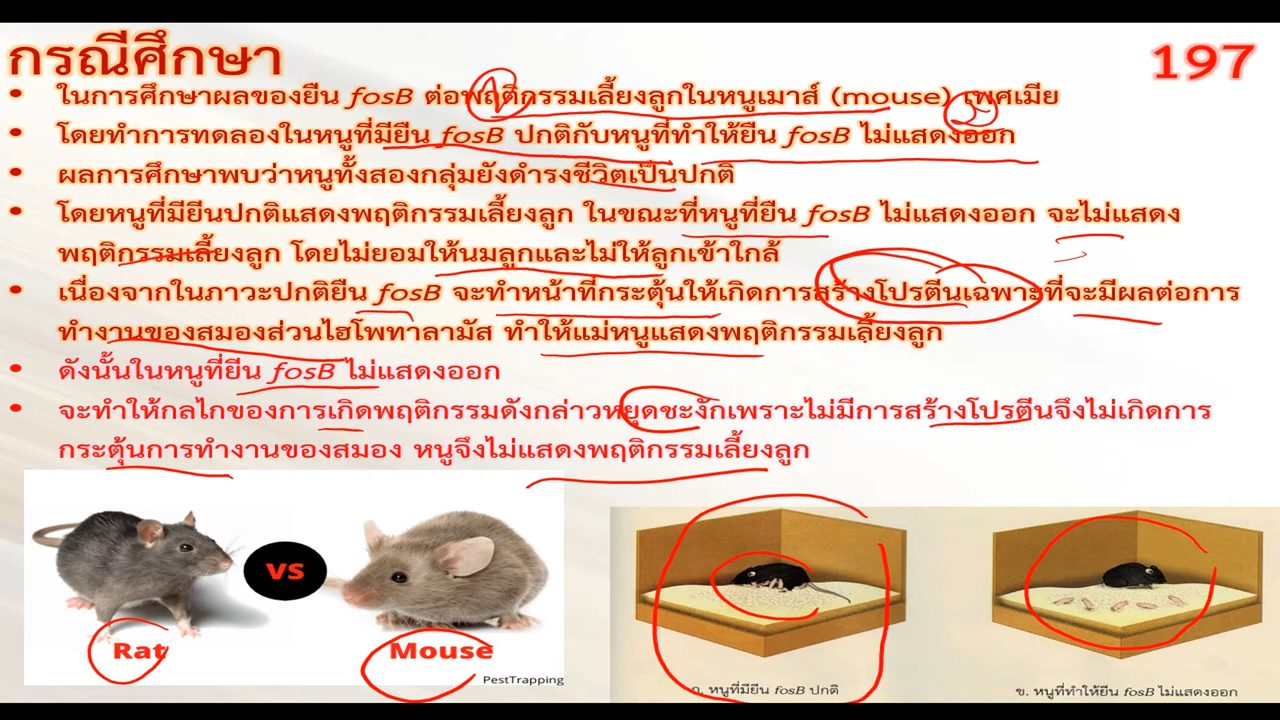 กรณีศึกษา
197
• ในการศึกษาผลของยืน fosB ต่อพฤติกรรมเลี้ยงลูกในหนูเมาส์ (mouse) เพศเมีย
• โดยทำการทดลองในหนูที่มียืน fosB ปกติกับหนูที่ทำให้ยืน fosB ไม่แสดงออก
• ผลการศึกษาพบว่าหนูทั้งสองกลุ่มยังดำรงชีวิตเป็นปกติ
• โดยหนูที่มียีนปกติแสดงพฤติกรรมเลี้ยงลูก ในขณะที่หนูที่ยืน fosB ไม่แสดงออก จะไม่แสดง
พฤติกรรมเลี้ยงลูก โดยไม่ยอมให้นมลูกและไม่ให้ลูกเข้าใกล้
• เนื่องจากในภาวะปกติยืน fosB จะทำหน้าที่กระตุ้นให้เกิดการสร้างโปรตีนเฉพาะที่จะมีผลต่อการ
ทำงานของสมองส่วนไฮโพทาลามัส ทำให้แม่หนูแสดงพฤติกรรมเลี้ยงลูก
• ดังนั้นในหนูที่ยีน fosB ไม่แสดงออก
• จะทำให้กลไกของการเกิดพฤติกรรมดังกล่าวหยุดชะงักเพราะไม่มีการสร้างโปรตีนจึงไม่เกิดการ
กระตุ้นการทำงานของสมอง หนูจึงไม่แสดงพฤติกรรมเลี้ยงลูก
VS
Rat
Mouse
PestTrapping
ก. หนูที่มียืน fosB ปกติ
ข. หนูที่ทำให้ยืน fosB ไม่แสดงออก